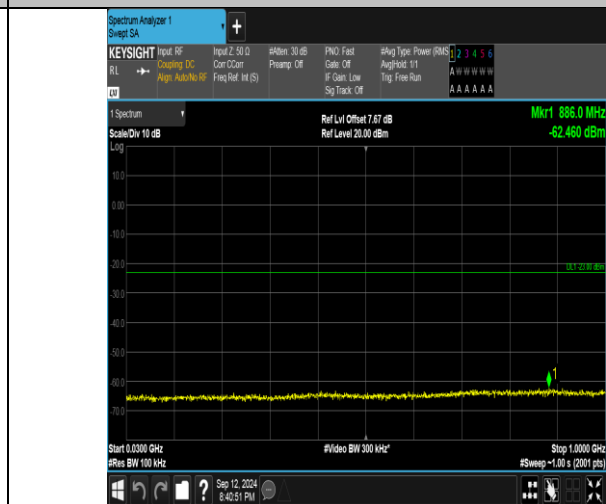 Spectrum Analyzer 1
Swept SA
+
KEYSIGHT Input: RF Input Z: 50 Ω #Atten: 30 dB PNO: Fast #Avg Type: Power (RMS 1 2 3 4 5 6
RL Coupling: DC Corr CCorr Preamp: Off Gate: Off Avg|Hold: 1/1 A W W W W W
Align: Auto/No RF Freq Ref: Int (S) IF Gain: Low Trig: Free Run
Sig Track: Off A A A A A A
LXI
1 Spectrum Ref Lvl Offset 7.67 dB Mkr1 886.0 MHz
Scale/Div 10 dB Ref Level 20.00 dBm -62.460 dBm
Log
10.0
0.00
-10.0
-20.0
DL1 -23.00 dBm
-30.0
-40.0
-50.0
1
-60.0
-70.0
Start 0.0300 GHz #Video BW 300 kHz* Stop 1.0000 GHz
#Res BW 100 kHz #Sweep ~1.00 s (2001 pts)
? Sep 12, 2024
8:40:51 PM